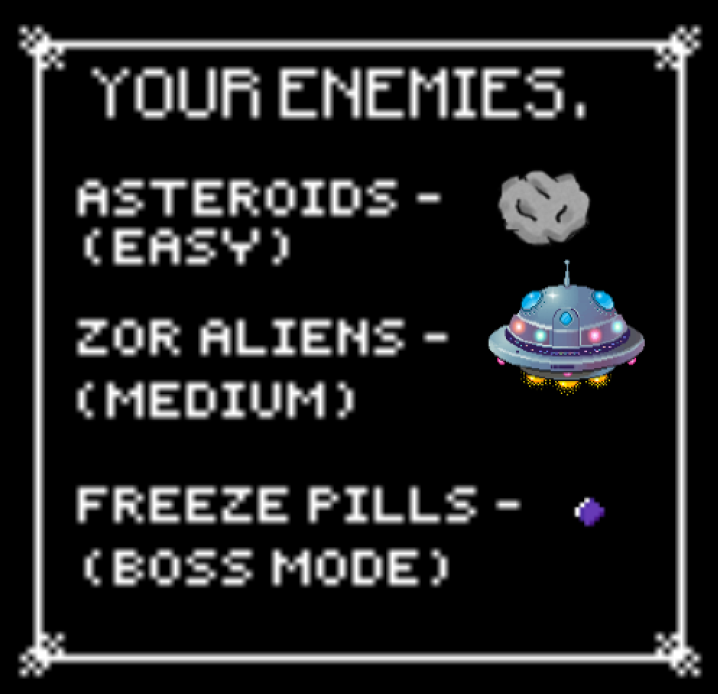 YOUR ENEMIES.
ASTEROIDS -
(EASY)
ZOR ALIENS -
(MEDIUM)
FREEZE PILLS -
(BOSS MODE)